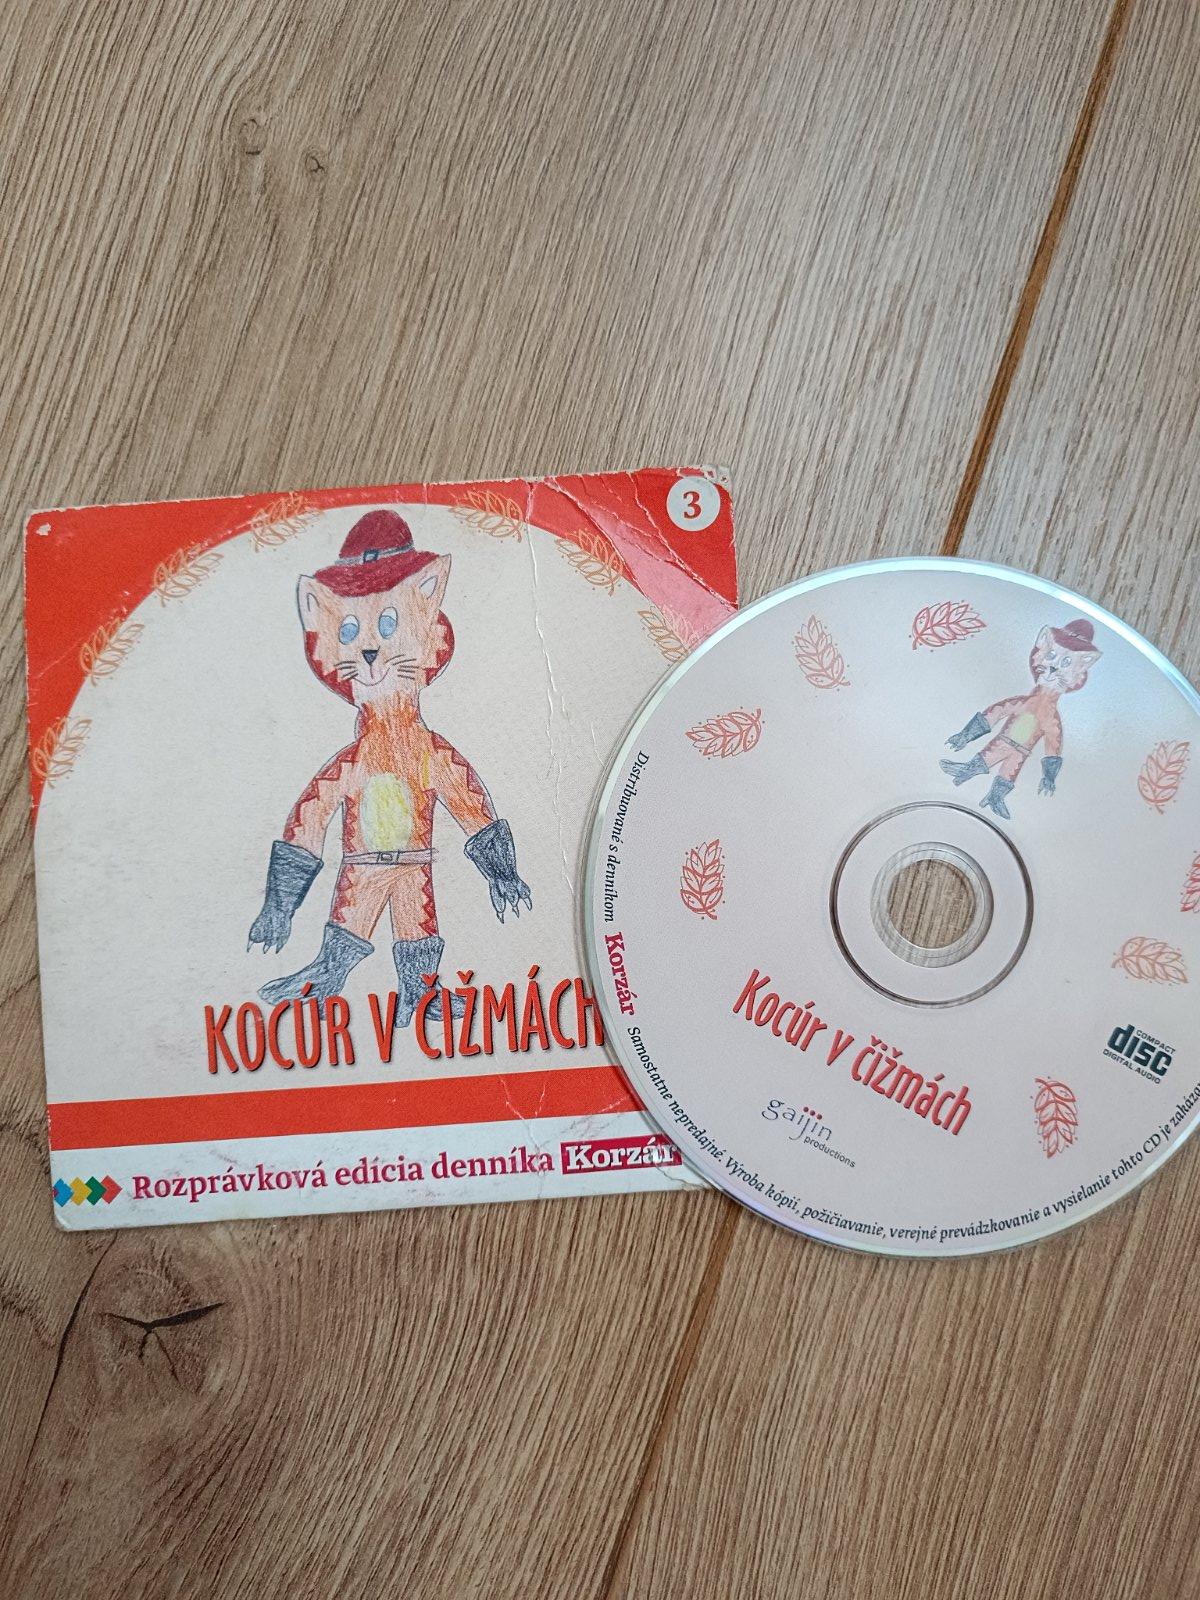 3
KOCÚR V ČIŽMÁCH
Rozprávková edícia denníka Korzár
Distribuované s denníkom Korzár Samostatne nepredajné. Výroba kópií, požičiavanie, verejné prevádzkovanie a vysielanie tohto CD je
Kocúr v čižmách
gaijin
productions
COMPACT
disc
DIGITAL AUDIO